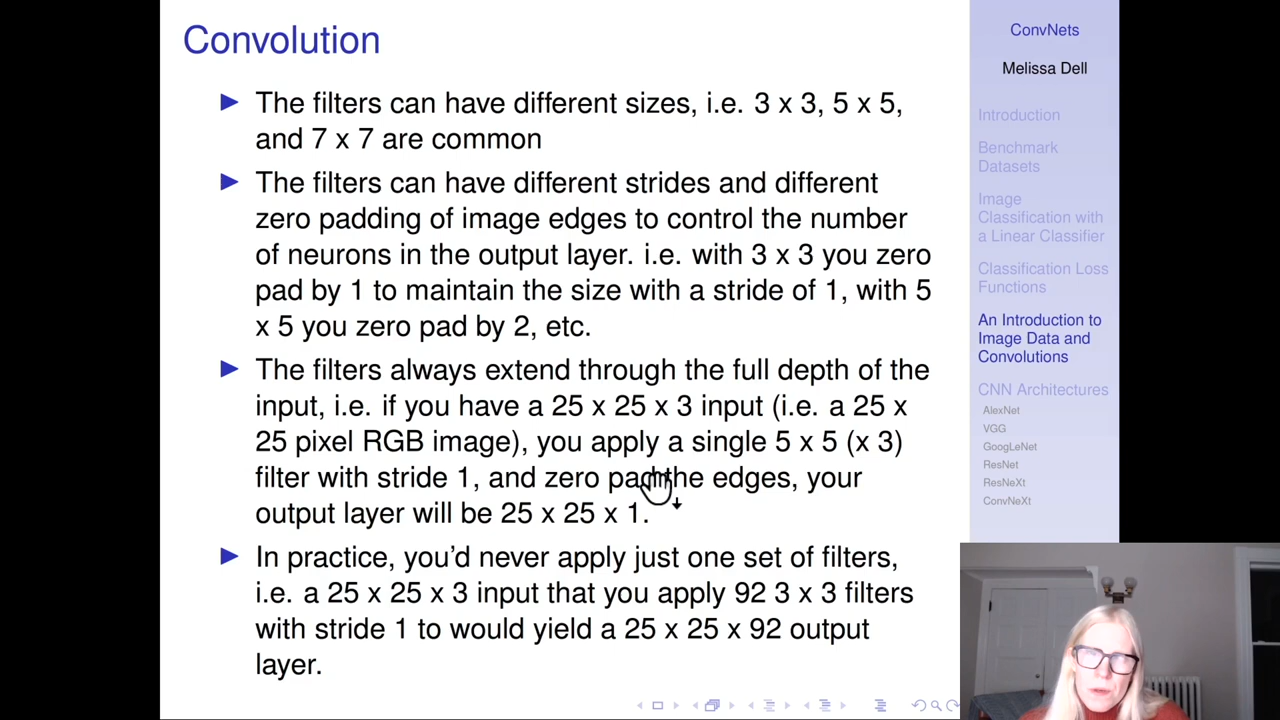 Convolution
▶ The filters can have different sizes, i.e. 3 x 3, 5 x 5,
and 7 x 7 are common
▶ The filters can have different strides and different
zero padding of image edges to control the number
of neurons in the output layer. i.e. with 3 x 3 you zero
pad by 1 to maintain the size with a stride of 1, with 5
x 5 you zero pad by 2, etc.
▶ The filters always extend through the full depth of the
input, i.e. if you have a 25 x 25 x 3 input (i.e. a 25 x
25 pixel RGB image), you apply a single 5 x 5 (x 3)
filter with stride 1, and zero pad the edges, your
output layer will be 25 x 25 x 1.
▶ In practice, you'd never apply just one set of filters,
i.e. a 25 x 25 x 3 input that you apply 92 3 x 3 filters
with stride 1 to would yield a 25 x 25 x 92 output
layer.
ConvNets
Melissa Dell
Introduction
Benchmark
Datasets
Image
Classification with
a Linear Classifier
Classification Loss
Functions
An Introduction to
Image Data and
Convolutions
CNN Architectures
AlexNet
VGG
GoogLeNet
ResNet
ResNeXt
ConvNeXt